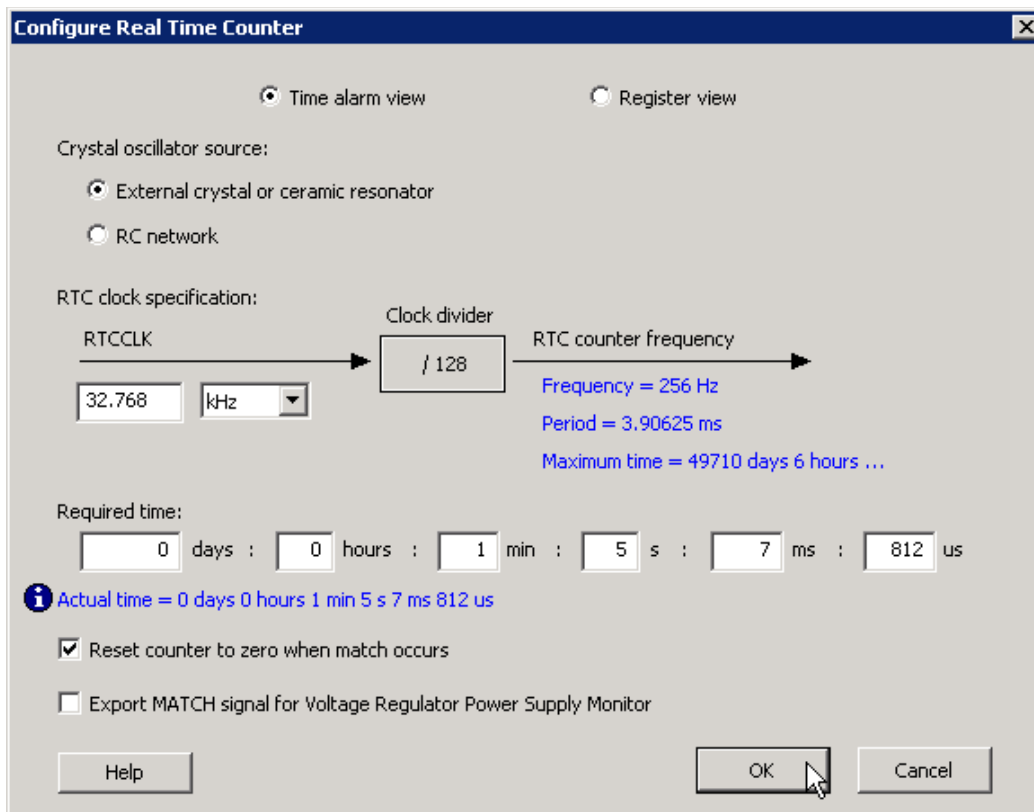 Configure Real Time Counter
Time alarm view Register view
Crystal oscillator source:
External crystal or ceramic resonator
RC network
RTC clock specification:
Clock divider
RTCCLK RTC counter frequency
/ 128
Frequency = 256 Hz
32.768 kHz
Period = 3.90625 ms
Maximum time = 49710 days 6 hours ...
Required time:
0 days : 0 hours : 1 min : 5 s : 7 ms : 812 us
Actual time = 0 days 0 hours 1 min 5 s 7 ms 812 us
Reset counter to zero when match occurs
Export MATCH signal for Voltage Regulator Power Supply Monitor
Help OK Cancel